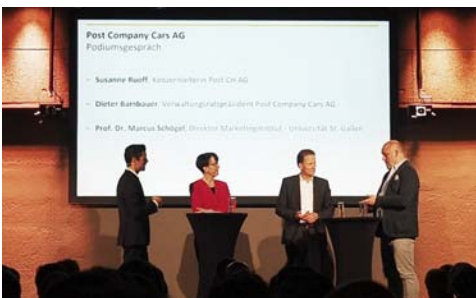 Post Company Cars AG
Podiumsgespräch
– Susanne Ruoff, Konzernleiterin Post CH AG
– Dieter Bambauer, Verwaltungsratspräsident Post Company Cars AG
– Prof. Dr. Marcus Schögel, Direktor Marketinginstitut - Universität St. Gallen